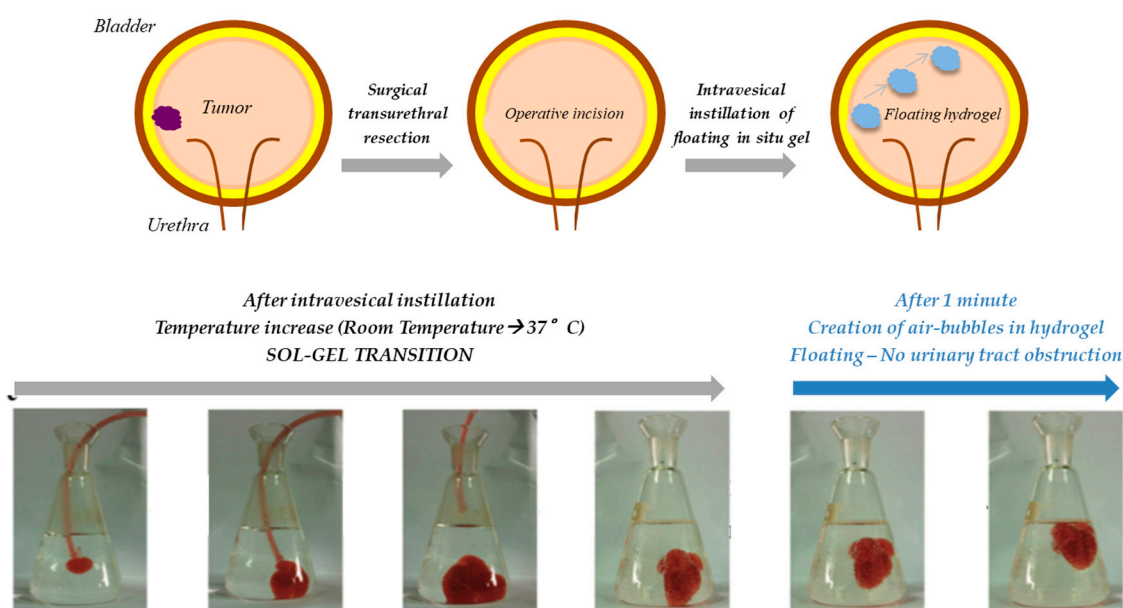 Bladder
Tumor
Urethra
Surgical
transurethral
resection
Operative incision
Intravesical
instillation of
floating in situ gel
Floating hydrogel
After intravesical instillation
Temperature increase (Room Temperature→37° C)
SOL-GEL TRANSITION
After 1 minute
Creation of air-bubbles in hydrogel
Floating – No urinary tract obstruction